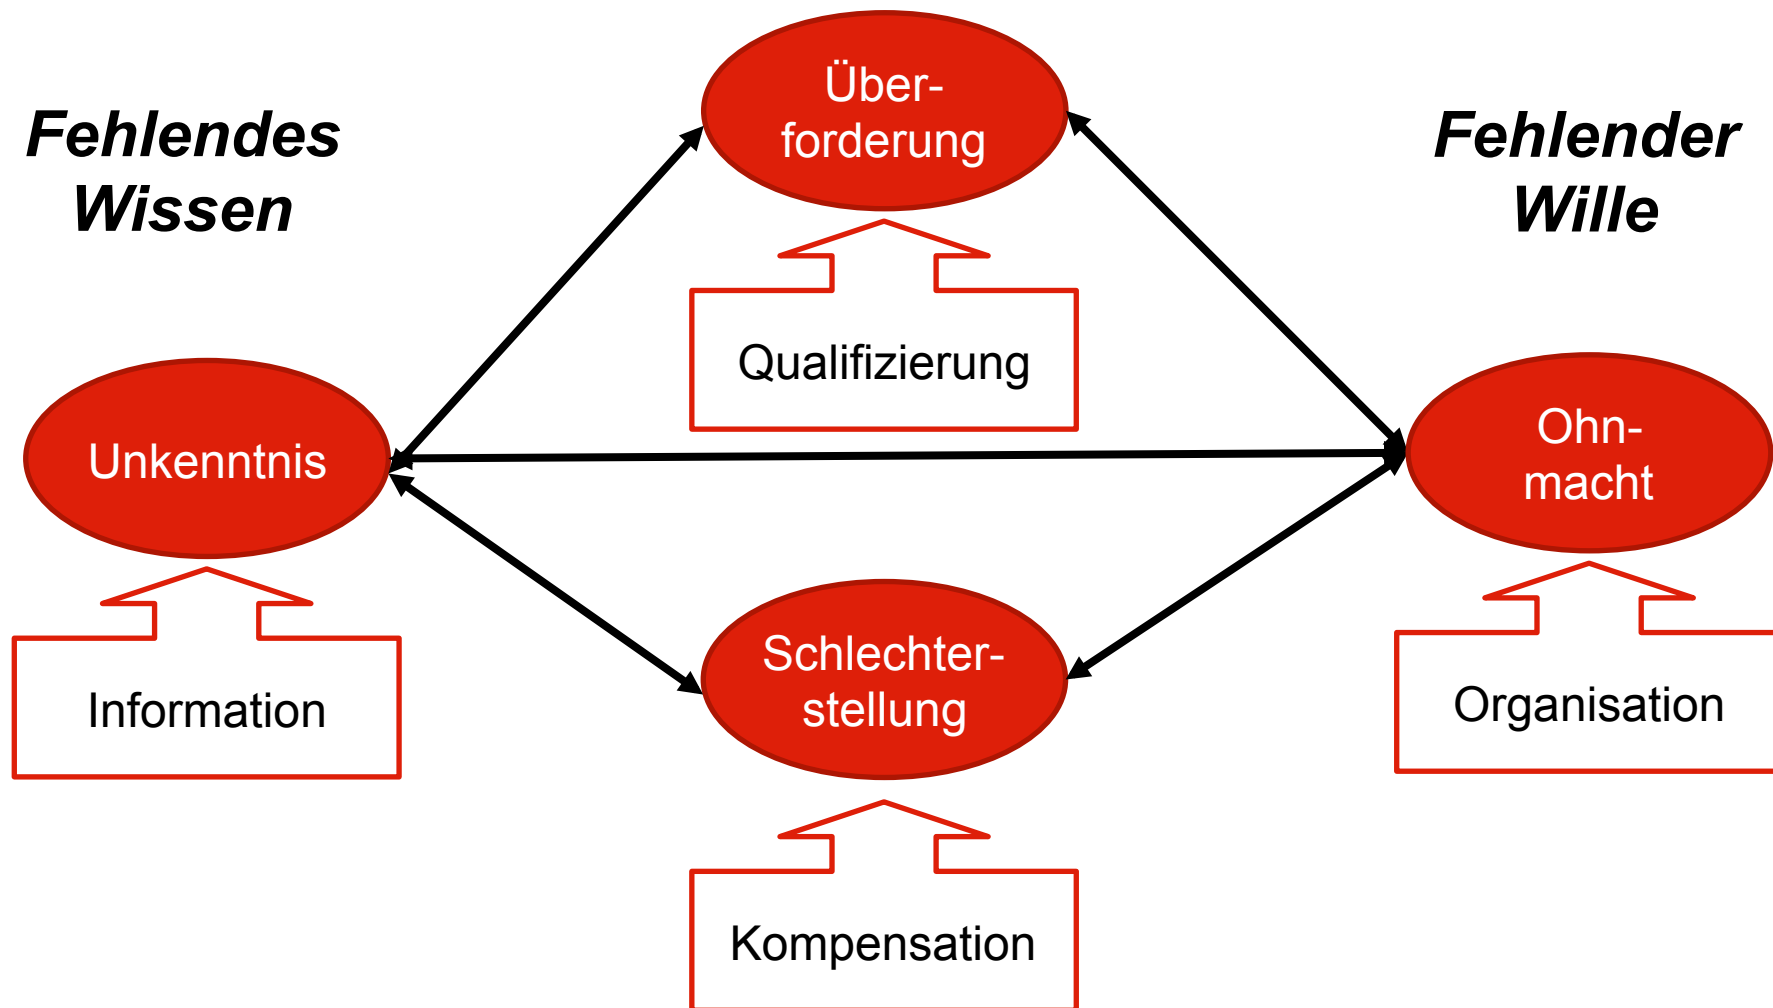 Über-
forderung
Fehlendes
Wissen
Fehlender
Wille
Qualifizierung
Unkenntnis
Ohn-
macht
Information
Schlechter-
stellung
Organisation
Kompensation